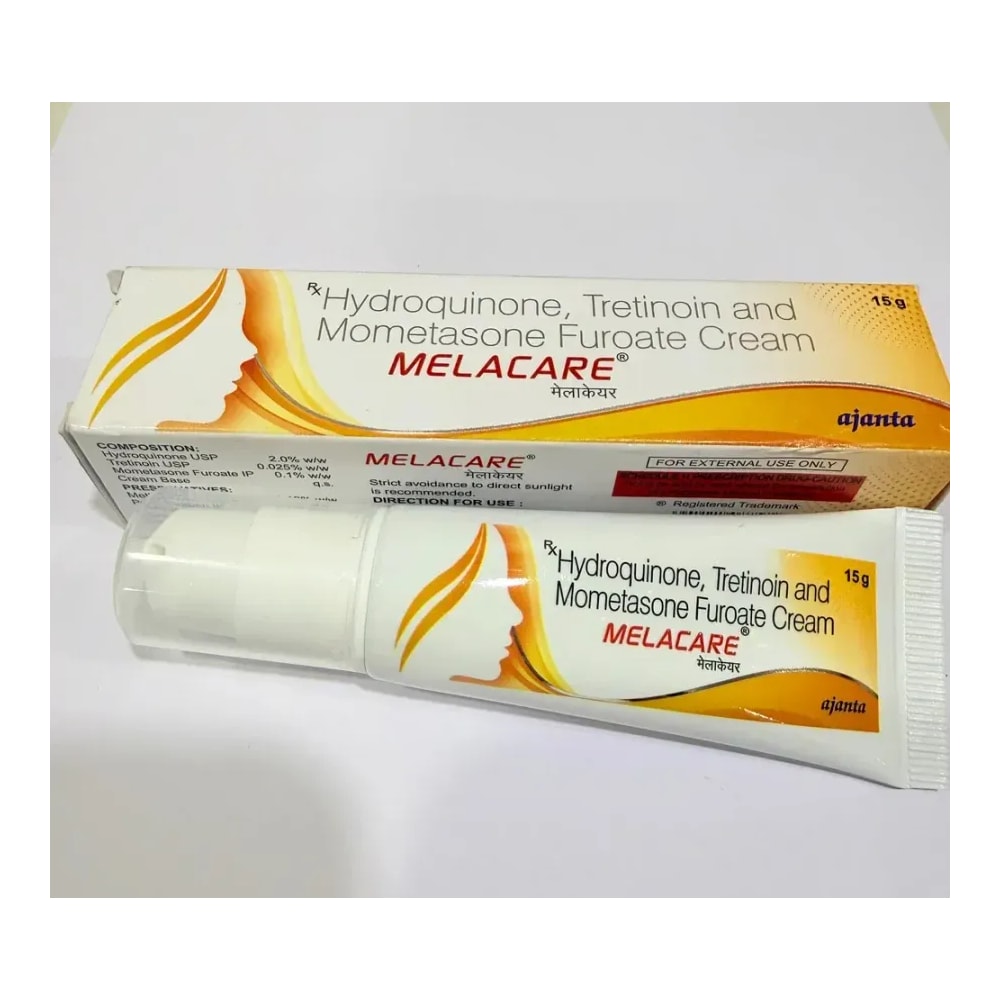 Rx Hydroquinone, Tretinoin and
Mometasone Furoate Cream
MELACARE®
मेलाकेयर
15 g
ajanta
COMPOSITION:
Hydroquinone USP 2.0% w/w
Tretinoin USP 0.025% w/w
Mometasone Furoate IP 0.1% w/w
Cream Base q.s.
MELACARE®
मेलाकेयर
Strict avoidance to direct sunlight
is recommended.
DIRECTION FOR USE :
FOR EXTERNAL USE ONLY
® Registered Trademark
Rx Hydroquinone, Tretinoin and
Mometasone Furoate Cream
MELACARE®
मेलाकेयर
15 g
ajanta